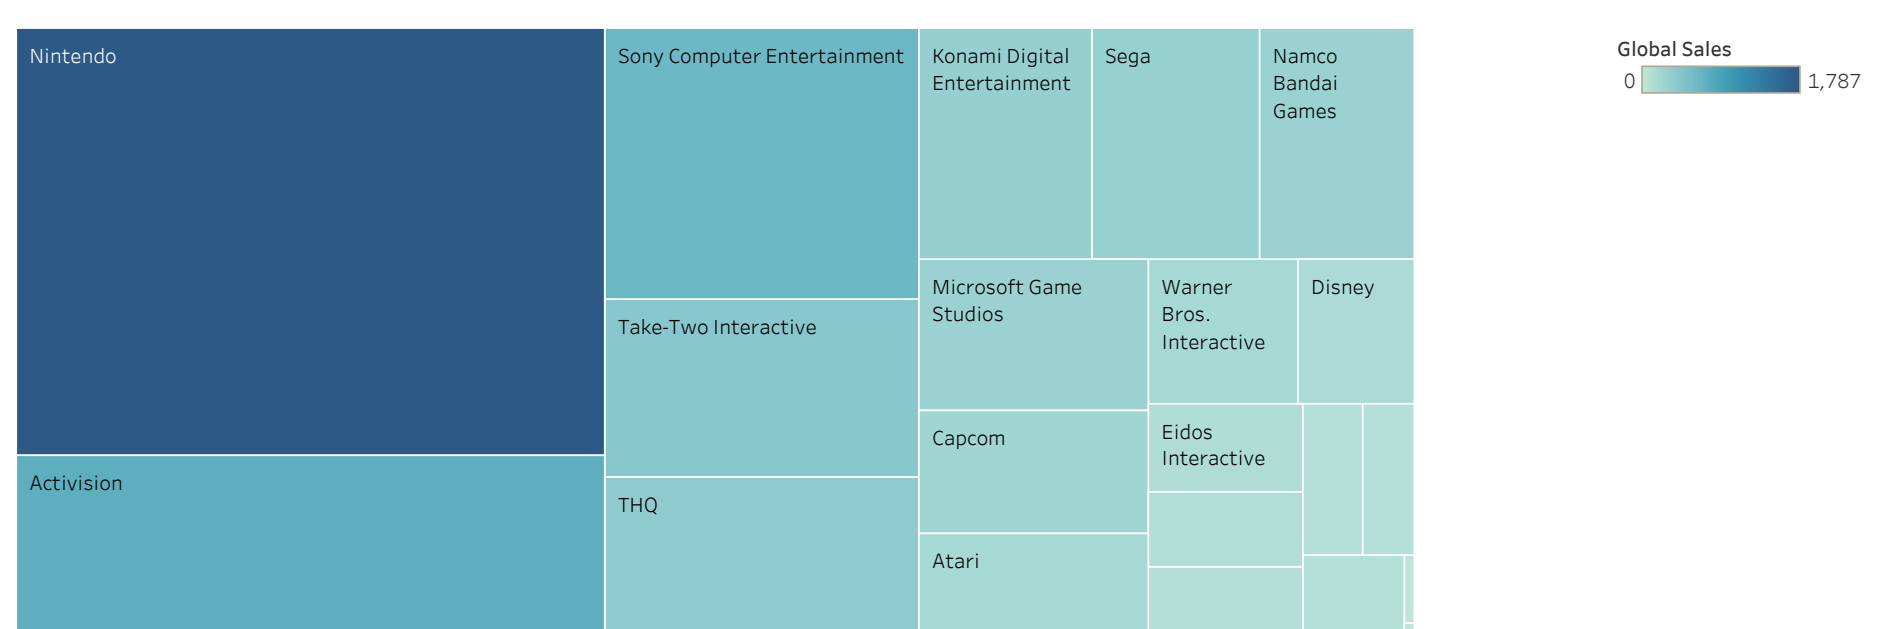 Nintendo
Activision
Sony Computer Entertainment
Take-Two Interactive
THQ
Konami Digital
Entertainment
Sega
Namco
Bandai
Games
Microsoft Game
Studios
Warner
Bros.
Interactive
Disney
Capcom
Eidos
Interactive
Atari
Global Sales
0 1,787